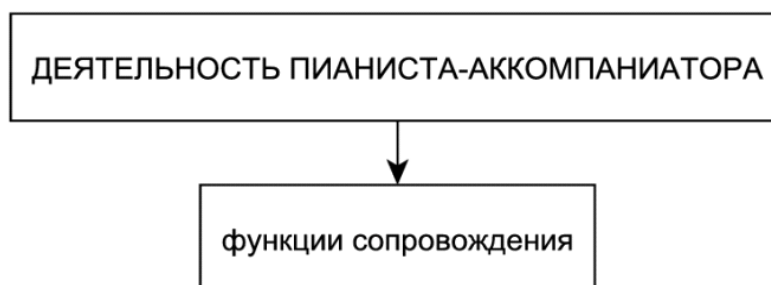 ДЕЯТЕЛЬНОСТЬ ПИАНИСТА-АККОМПАНИАТОРА
функции сопровождения